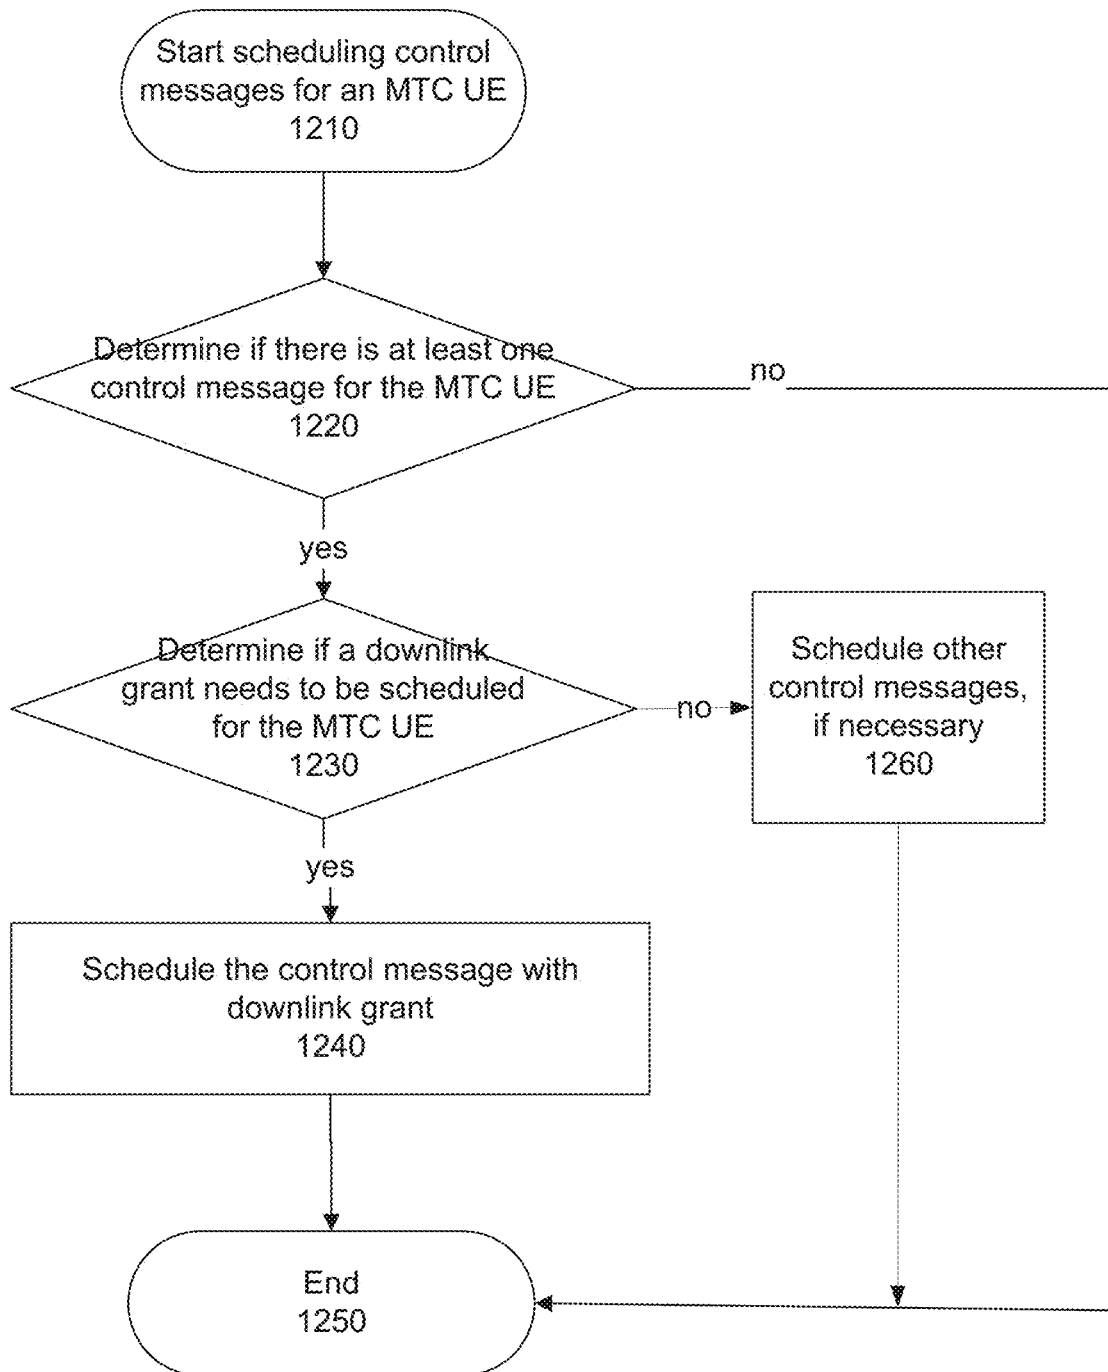 Start scheduling control
messages for an MTC UE
1210
Determine if there is at least one
control message for the MTC UE
1220
no
yes
Determine if a downlink
grant needs to be scheduled
for the MTC UE
1230
no
Schedule other
control messages,
if necessary
1260
yes
Schedule the control message with
downlink grant
1240
End
1250